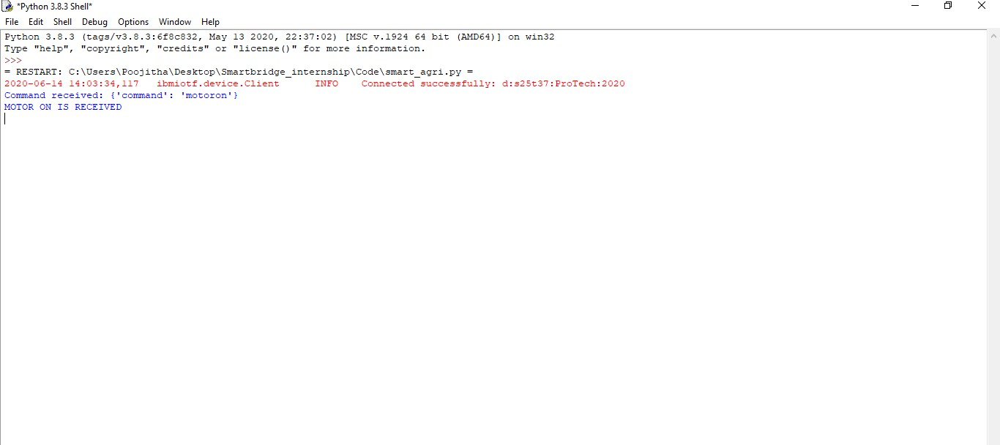 *Python 3.8.3 Shell*
File Edit Shell Debug Options Window Help
Python 3.8.3 (tags/v3.8.3:6f8c832, May 13 2020, 22:37:02) [MSC v.1924 64 bit (AMD64)] on win32
Type "help", "copyright", "credits" or "license()" for more information.
>>>
= RESTART: C:\Users\Poojitha\Desktop\Smartbridge_internship\Code\smart_agri.py =
2020-06-14 14:03:34,117   ibmiotf.device.Client      INFO    Connected successfully: d:s25t37:ProTech:2020
Command received: {'command': 'motoron'}
MOTOR ON IS RECEIVED